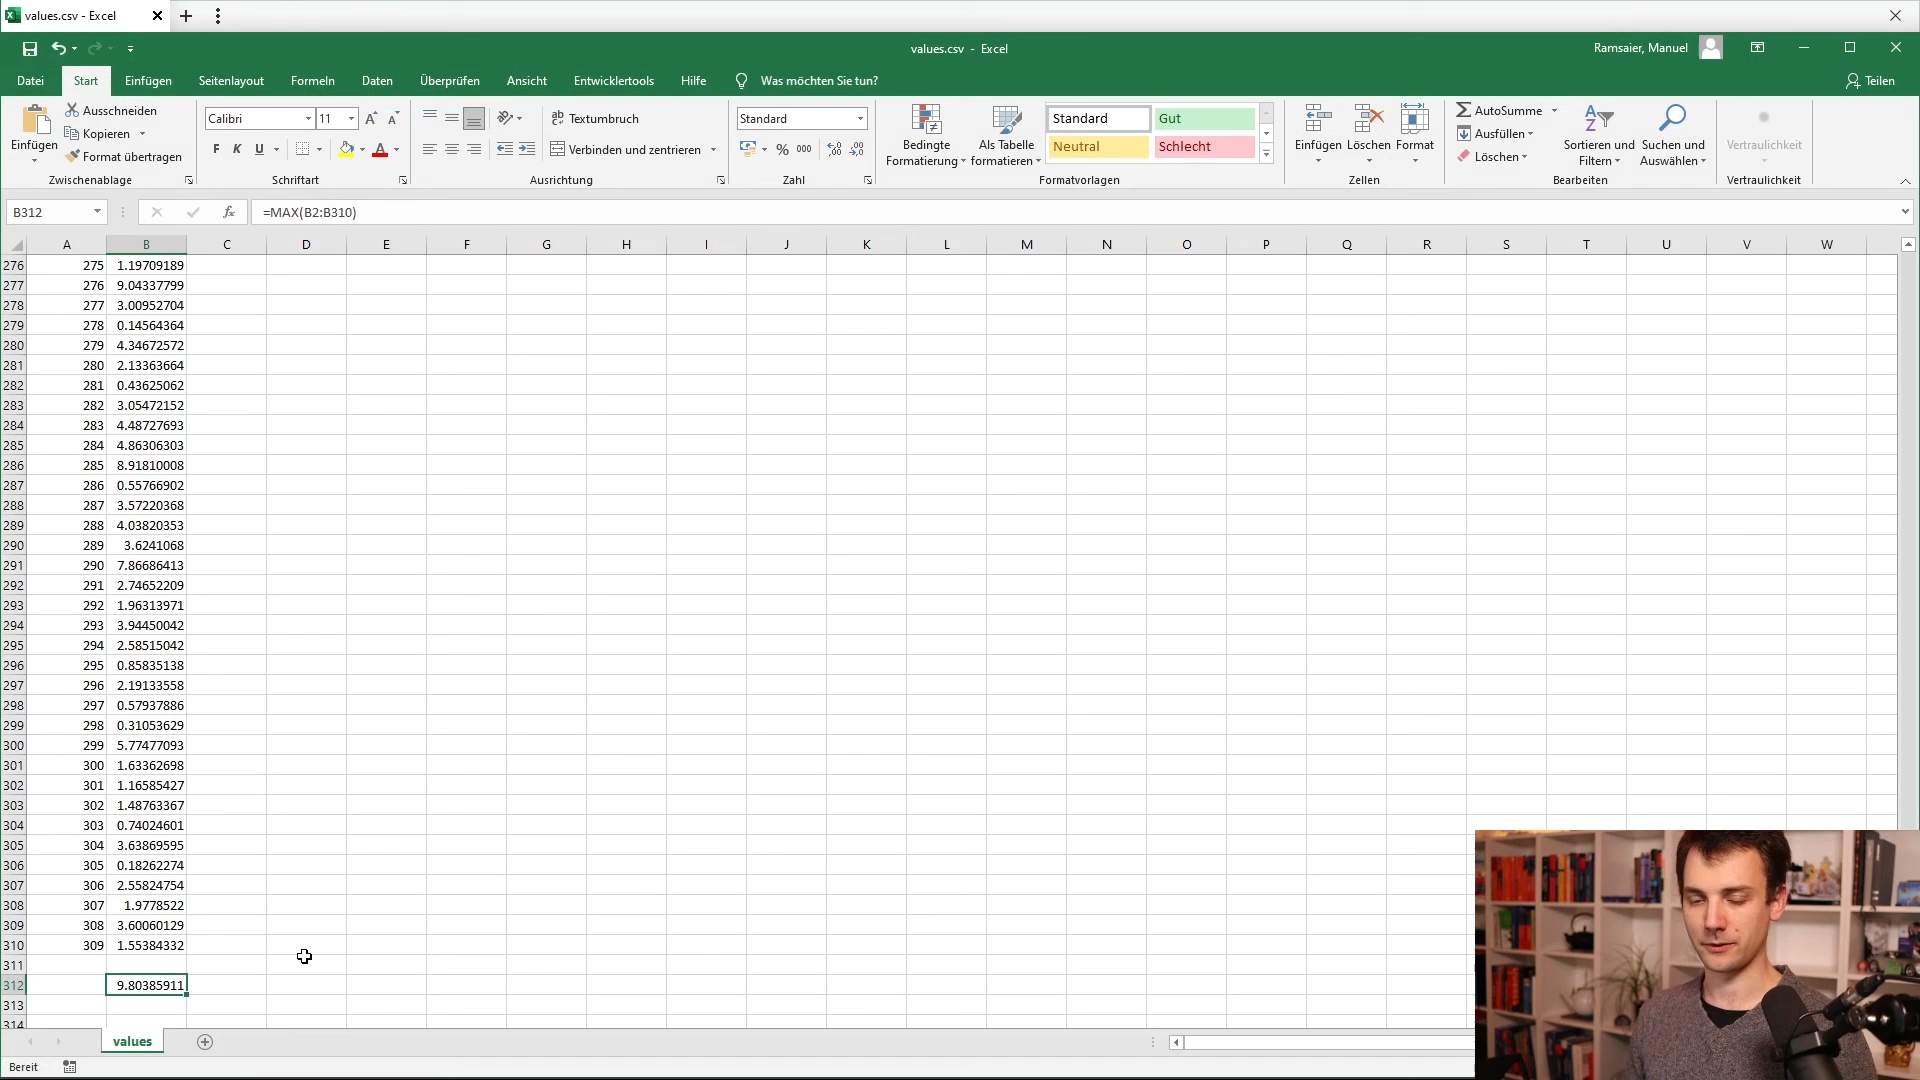 values.csv - Excel
values.csv - Excel
Ramsaier, Manuel
Datei Start Einfügen Seitenlayout Formeln Daten Überprüfen Ansicht Entwicklertools Hilfe Was möchten Sie tun? Teilen
Einfügen
Ausschneiden
Kopieren
Format übertragen
Zwischenablage
Calibri 11
F K U
Schriftart
Textumbruch
Verbinden und zentrieren
Ausrichtung
Standard
% 000
Zahl
Bedingte Formatierung
Als Tabelle formatieren
Standard Gut
Neutral Schlecht
Formatvorlagen
Einfügen Löschen Format
Zellen
AutoSumme
Ausfüllen
Löschen
Sortieren und Filtern
Suchen und Auswählen
Bearbeiten
Vertraulichkeit
Vertraulichkeit
B312 fx =MAX(B2:B310)
A B C D E F G H I J K L M N O P Q R S T U V W
276 275 1.19709189
277 276 9.04337799
278 277 3.00952704
279 278 0.14564364
280 279 4.34672572
281 280 2.13363664
282 281 0.43625062
283 282 3.05472152
284 283 4.48727693
285 284 4.86306303
286 285 8.91810008
287 286 0.55766902
288 287 3.57220368
289 288 4.03820353
290 289 3.6241068
291 290 7.86686413
292 291 2.74652209
293 292 1.96313971
294 293 3.94450042
295 294 2.58515042
296 295 0.85835138
297 296 2.19133558
298 297 0.57937886
299 298 0.31053629
300 299 5.77477093
301 300 1.63362698
302 301 1.16585427
303 302 1.48763367
304 303 0.74024601
305 304 3.63869595
306 305 0.18262274
307 306 2.55824754
308 307 1.9778522
309 308 3.60060129
310 309 1.55384332
311
312 9.80385911
313
314
values
Bereit